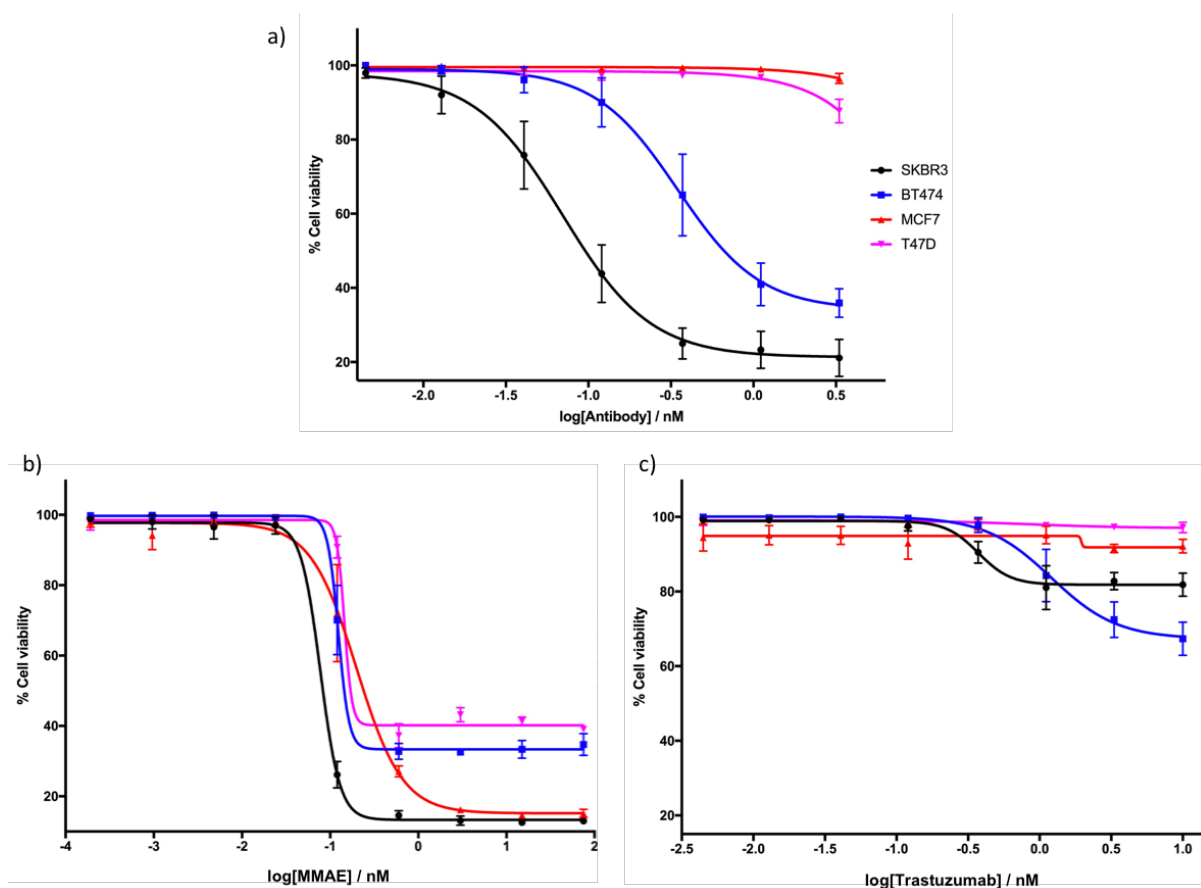 a)
100
80
60
40
20
% Cell viability
-2.0 -1.5 -1.0 -0.5 0.0 0.5
log[Antibody] / nM
SKBR3
BT474
MCF7
T47D
b)
100
80
60
40
20
% Cell viability
-4 -3 -2 -1 0 1 2
log[MMAE] / nM
c)
100
80
60
40
20
% Cell viability
-2.5 -2.0 -1.5 -1.0 -0.5 0.0 0.5 1.0
log[Trastuzumab] / nM